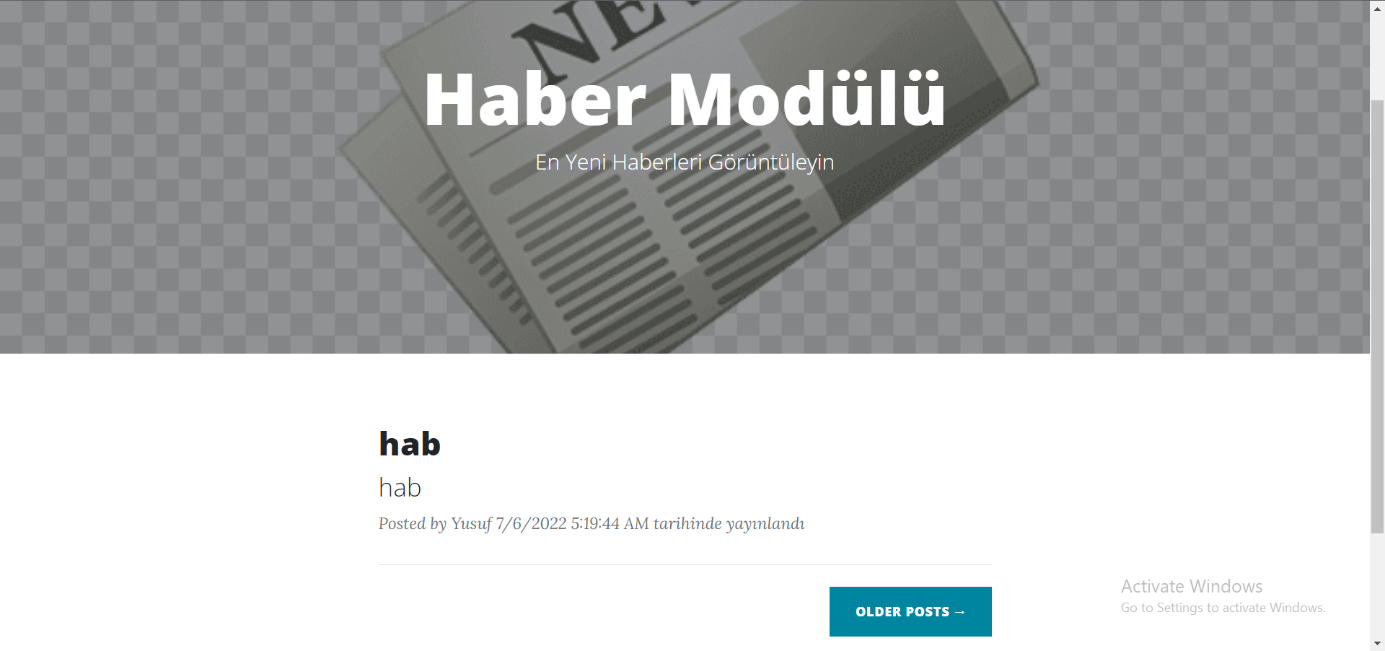 NE
Haber Modülü
En Yeni Haberleri Görüntüleyin
hab
hab
Posted by Yusuf 7/6/2022 5:19:44 AM tarihinde yayınlandı
OLDER POSTS →
Activate Windows
Go to Settings to activate Windows.